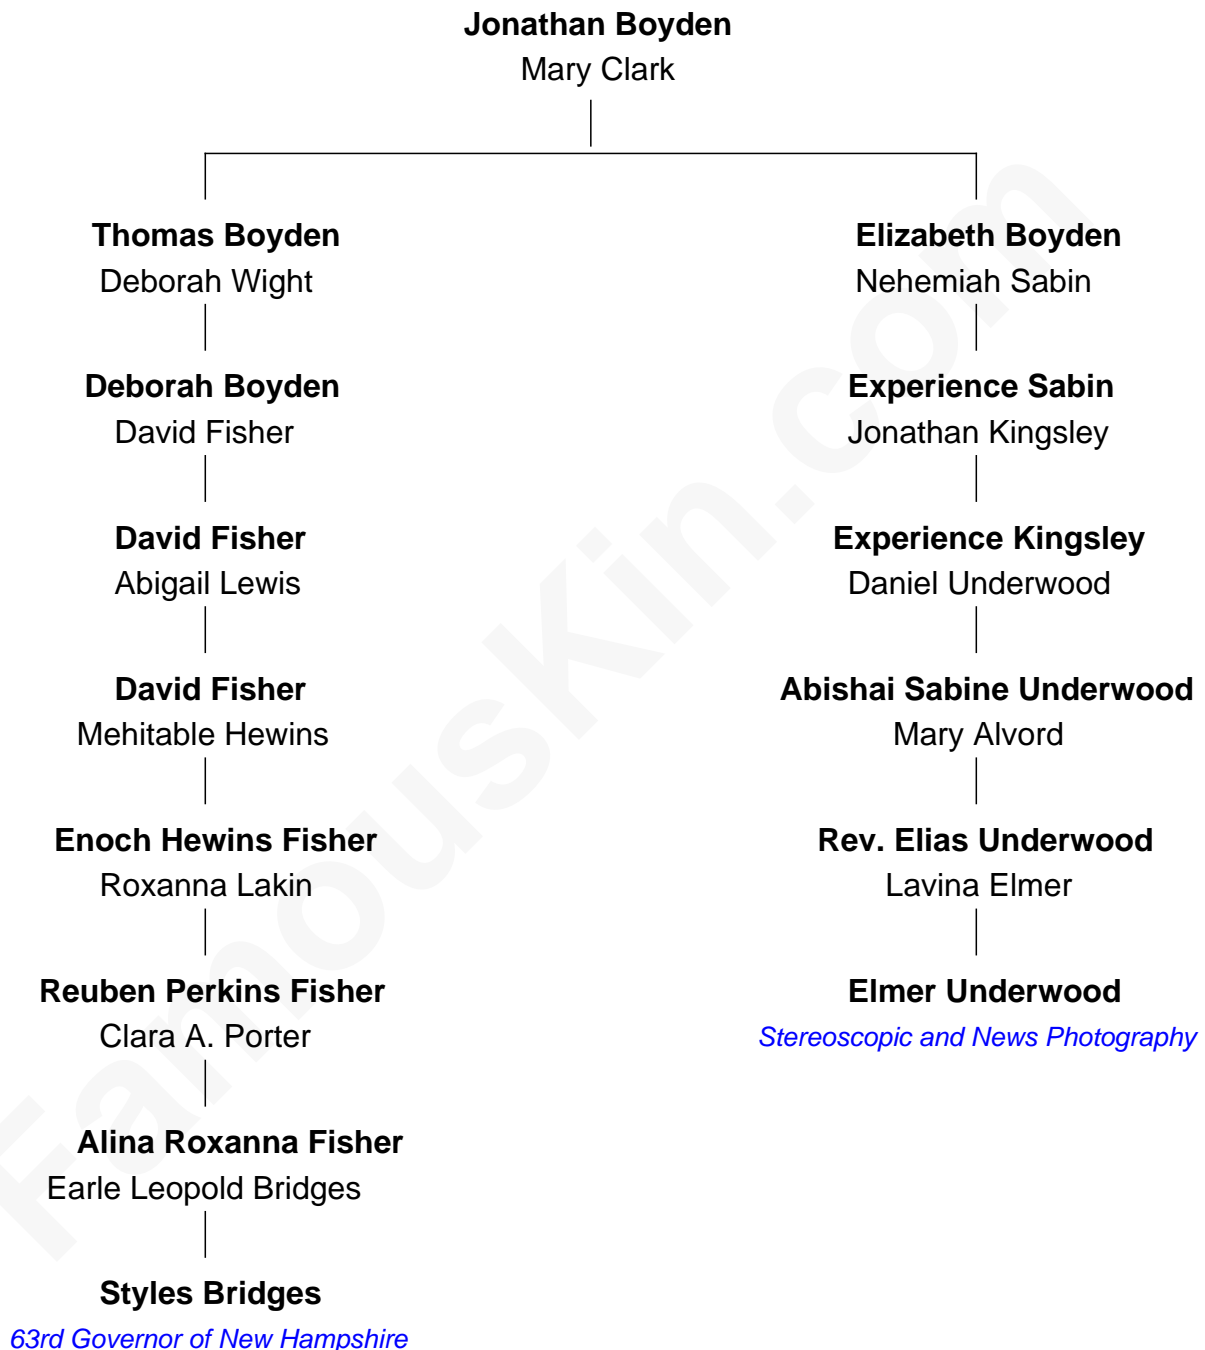 Jonathan Boyden
Mary Clark
Thomas Boyden
Deborah Wight
Deborah Boyden
David Fisher
David Fisher
Abigail Lewis
David Fisher
Mehitable Hewins
Enoch Hewins Fisher
Roxanna Lakin
Reuben Perkins Fisher
Clara A. Porter
Alina Roxanna Fisher
Earle Leopold Bridges
Styles Bridges
63rd Governor of New Hampshire
Elizabeth Boyden
Nehemiah Sabin
Experience Sabin
Jonathan Kingsley
Experience Kingsley
Daniel Underwood
Abishai Sabine Underwood
Mary Alvord
Rev. Elias Underwood
Lavina Elmer
Elmer Underwood
Stereoscopic and News Photography
FamousKin.com